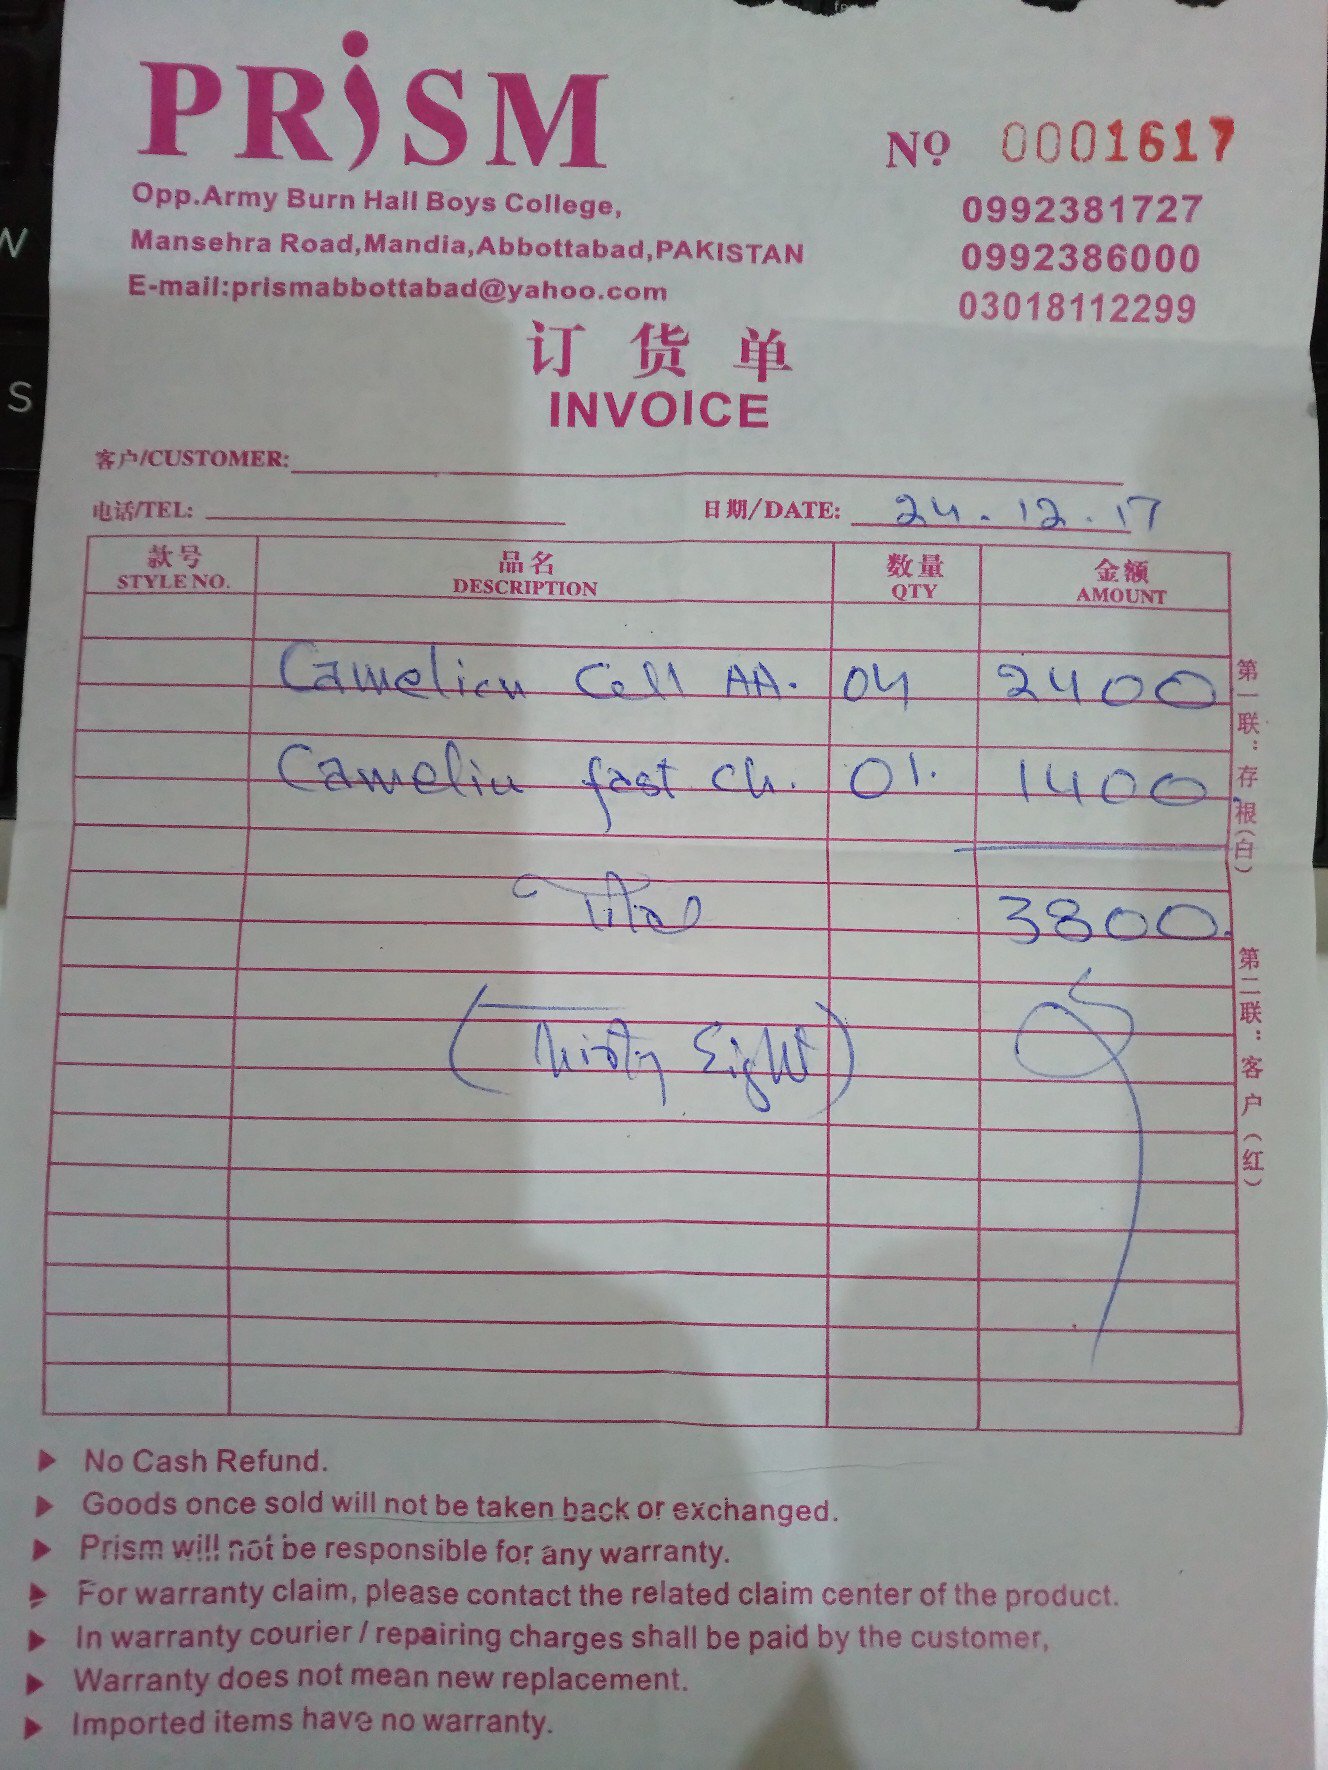 PRiSM
Nº 0001617
Opp.Army Burn Hall Boys College,
Mansehra Road,Mandia,Abbottabad,PAKISTAN
E-mail:prismabbottabad@yahoo.com
0992381727
0992386000
03018112299
订货单
INVOICE
客户/CUSTOMER:
电话/TEL: 日期/DATE: 24.12.17
款号 品名 数量 金额
STYLE NO. DESCRIPTION QTY AMOUNT
Camelion Cell AA. 04 2400
Camelion fast Ch. 01. 1400
Total 3800.
(Thirty Eight)
第一联:存根(白)
第二联:客户(红)
No Cash Refund.
Goods once sold will not be taken back or exchanged.
Prism will not be responsible for any warranty.
For warranty claim, please contact the related claim center of the product.
In warranty courier / repairing charges shall be paid by the customer,
Warranty does not mean new replacement.
Imported items have no warranty.
W
S